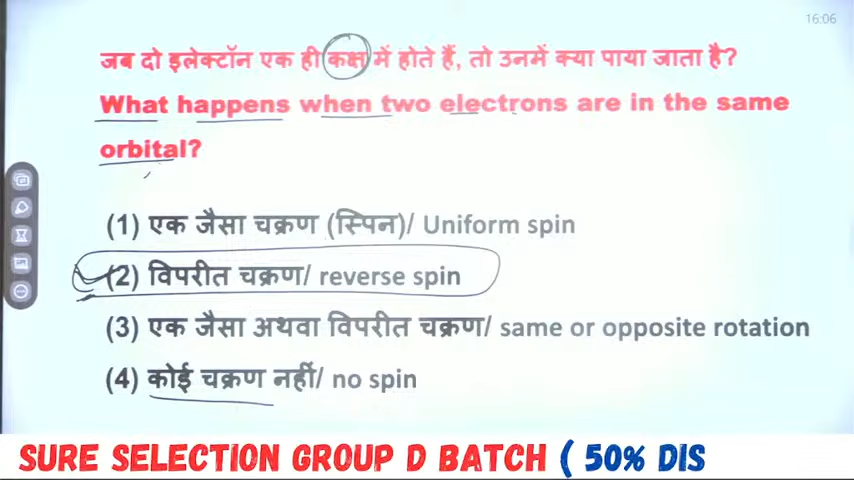 16:06
जब दो इलेक्टॉन एक ही कक्ष में होते हैं, तो उनमें क्या पाया जाता है?
What happens when two electrons are in the same
orbital?
(1) एक जैसा चक्रण (स्पिन)/ Uniform spin
(2) विपरीत चक्रण/ reverse spin
(3) एक जैसा अथवा विपरीत चक्रण/ same or opposite rotation
(4) कोई चक्रण नहीं/ no spin
SURE SELECTION GROUP D BATCH ( 50% DIS